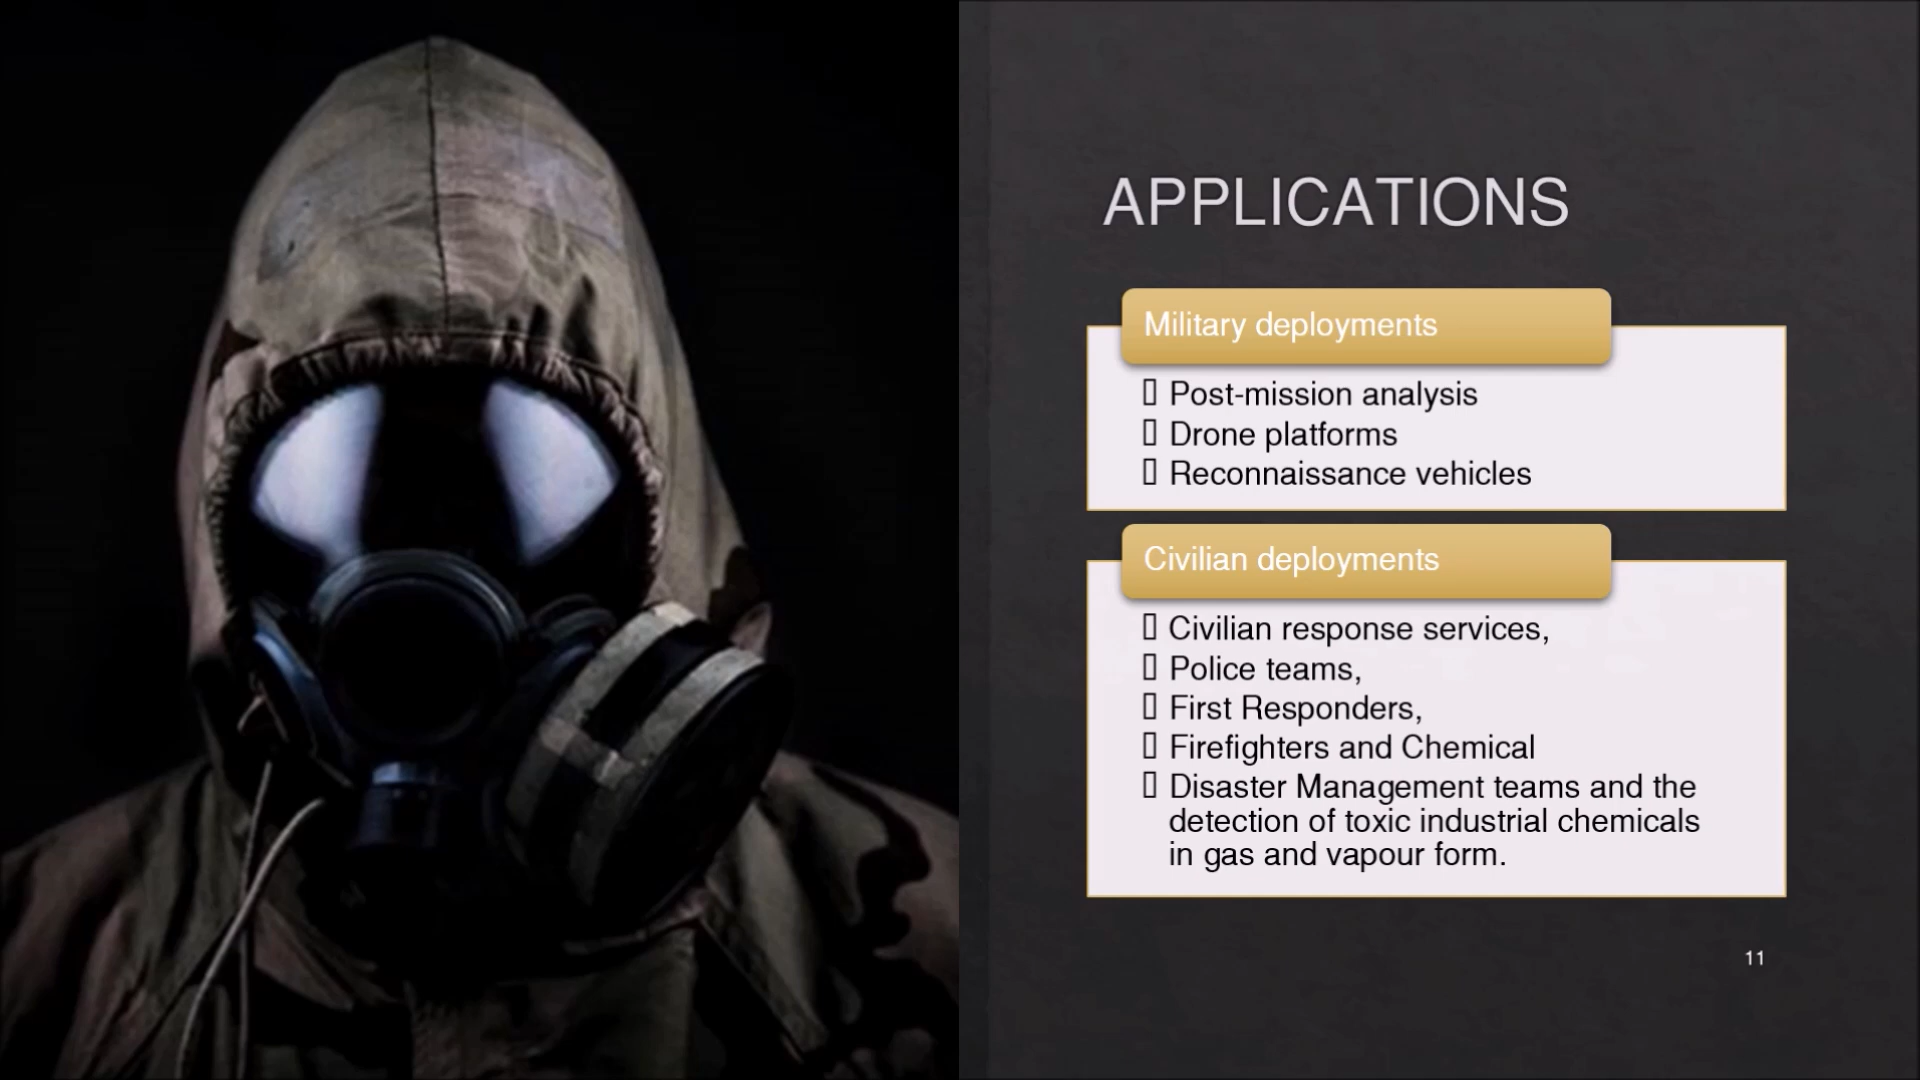 APPLICATIONS
Military deployments
Post-mission analysis
Drone platforms
Reconnaissance vehicles
Civilian deployments
Civilian response services,
Police teams,
First Responders,
Firefighters and Chemical
Disaster Management teams and the
detection of toxic industrial chemicals
in gas and vapour form.
11